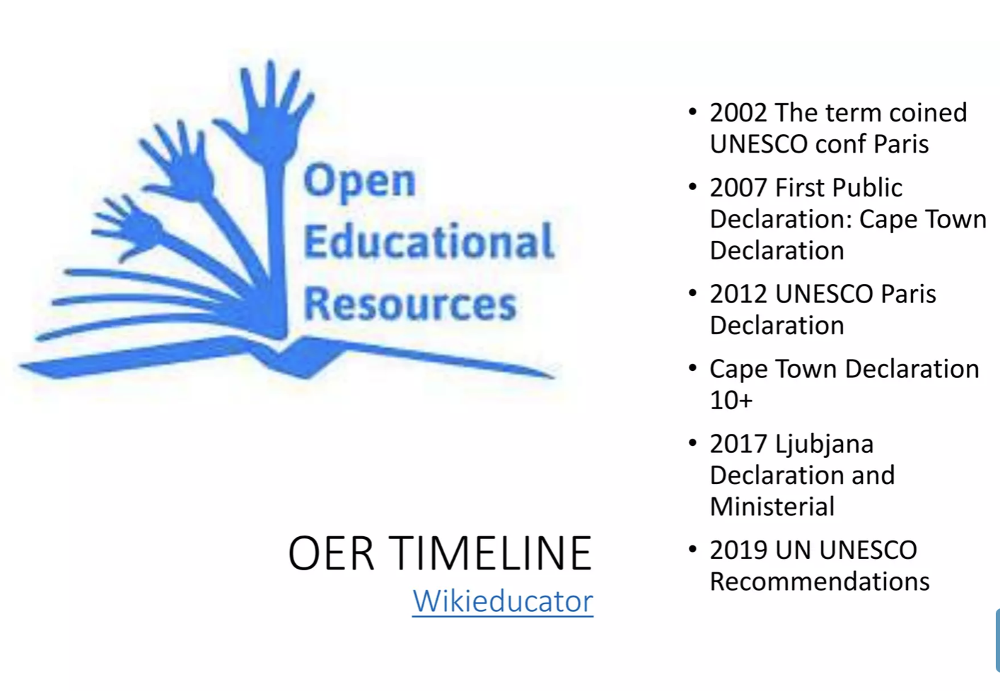 Open
Educational
Resources
OER TIMELINE
Wikieducator
• 2002 The term coined
UNESCO conf Paris
• 2007 First Public
Declaration: Cape Town
Declaration
• 2012 UNESCO Paris
Declaration
• Cape Town Declaration
10+
• 2017 Ljubjana
Declaration and
Ministerial
• 2019 UN UNESCO
Recommendations